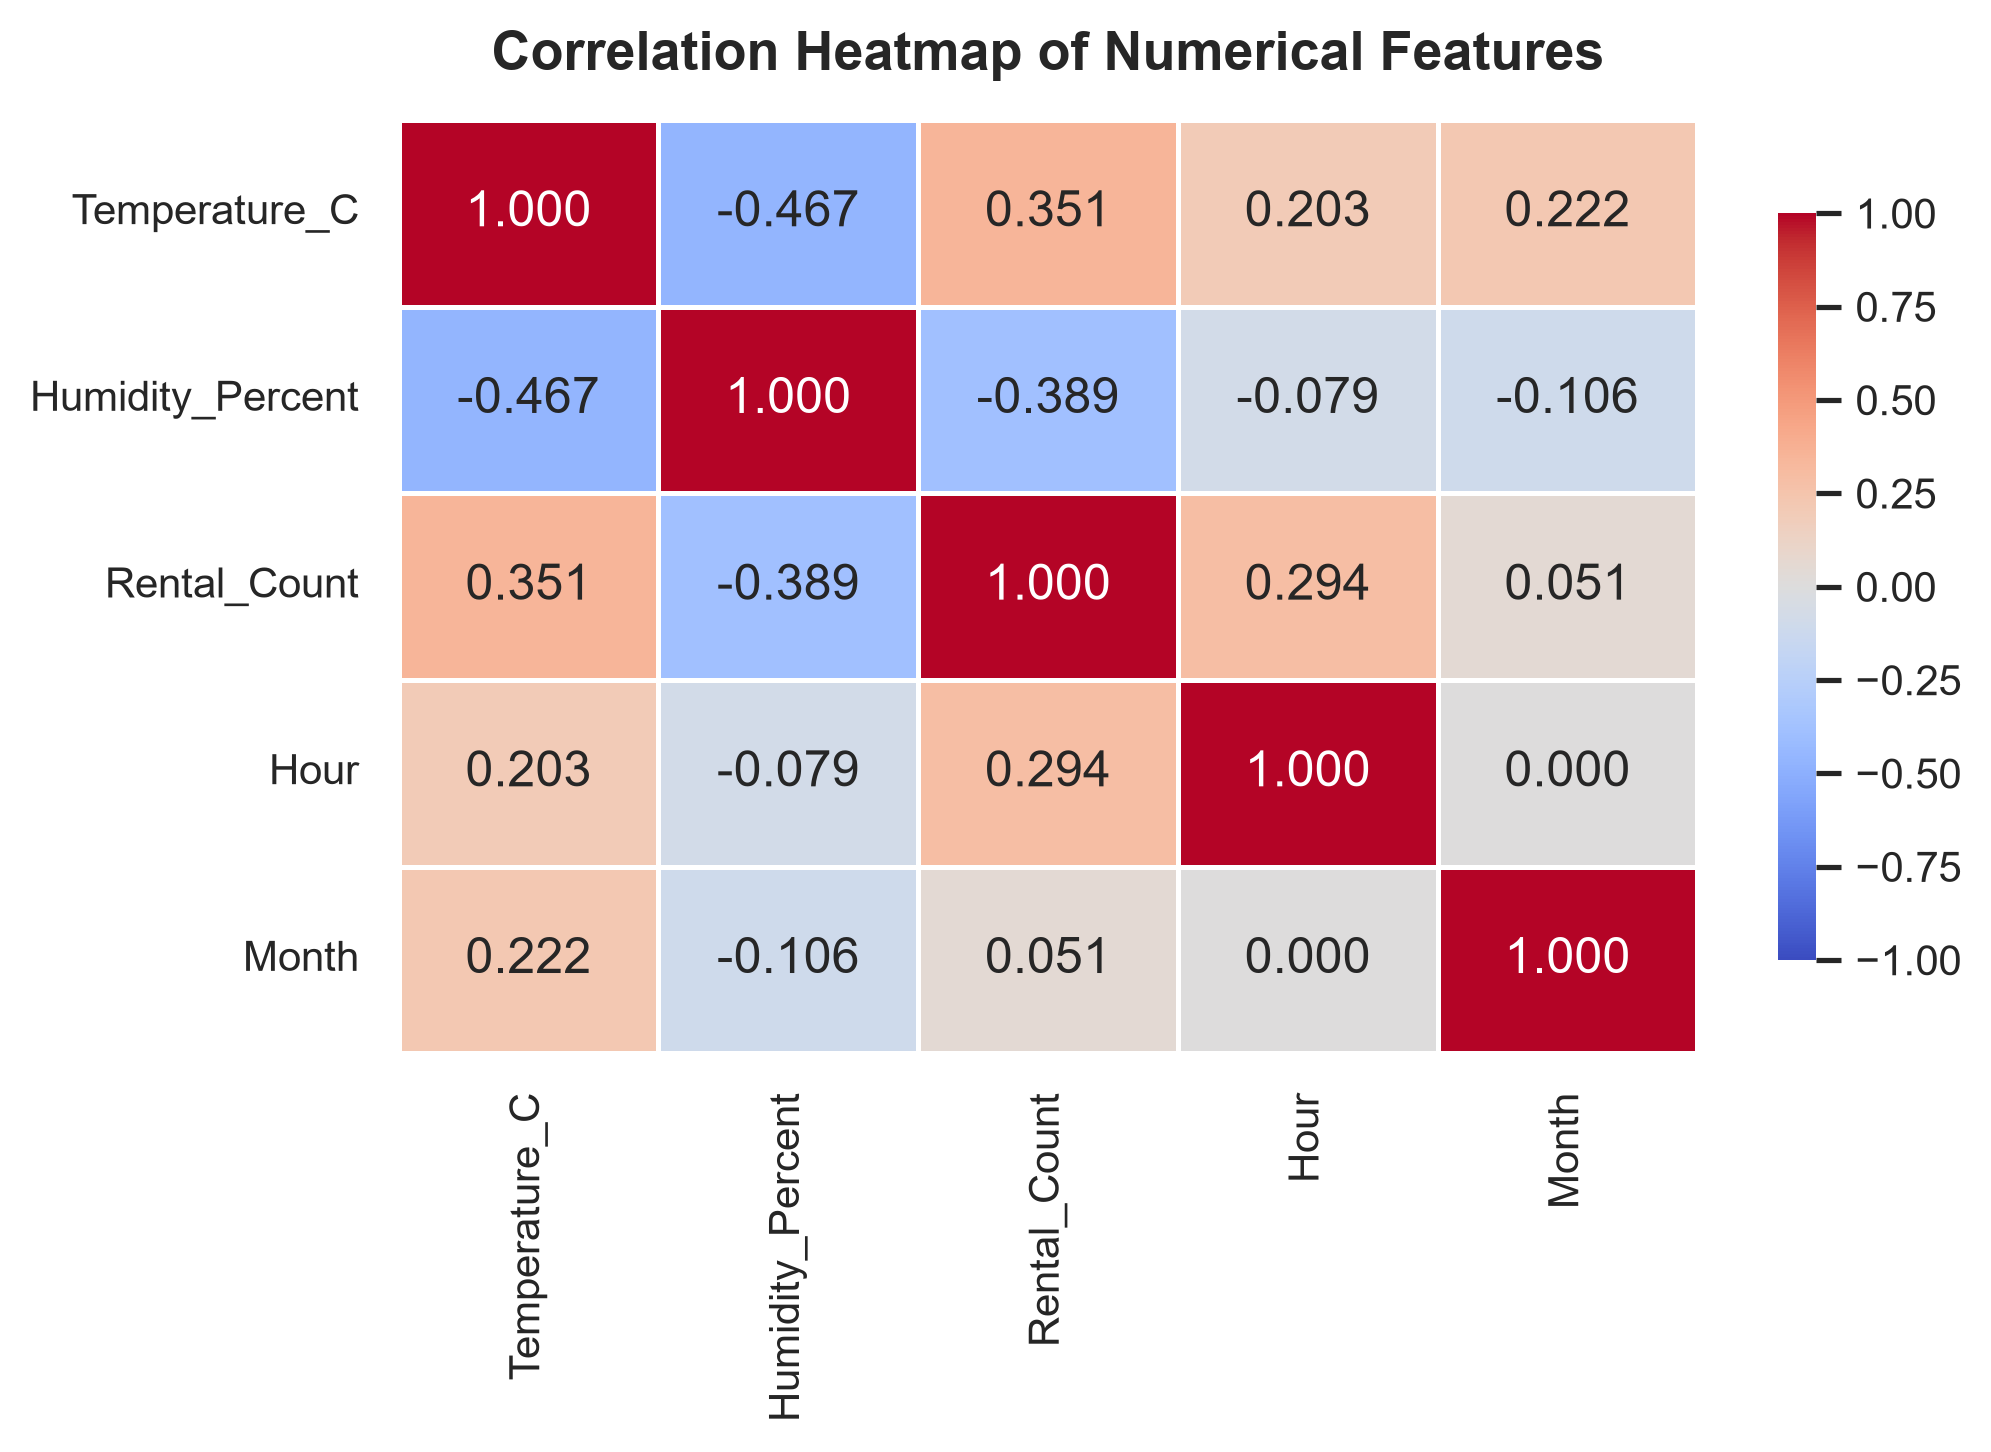 Correlation Heatmap of Numerical Features
Temperature_C 1.000 -0.467 0.351 0.203 0.222
Humidity_Percent -0.467 1.000 -0.389 -0.079 -0.106
Rental_Count 0.351 -0.389 1.000 0.294 0.051
Hour 0.203 -0.079 0.294 1.000 0.000
Month 0.222 -0.106 0.051 0.000 1.000
Temperature_C
Humidity_Percent
Rental_Count
Hour
Month
1.00
0.75
0.50
0.25
0.00
−0.25
−0.50
−0.75
−1.00